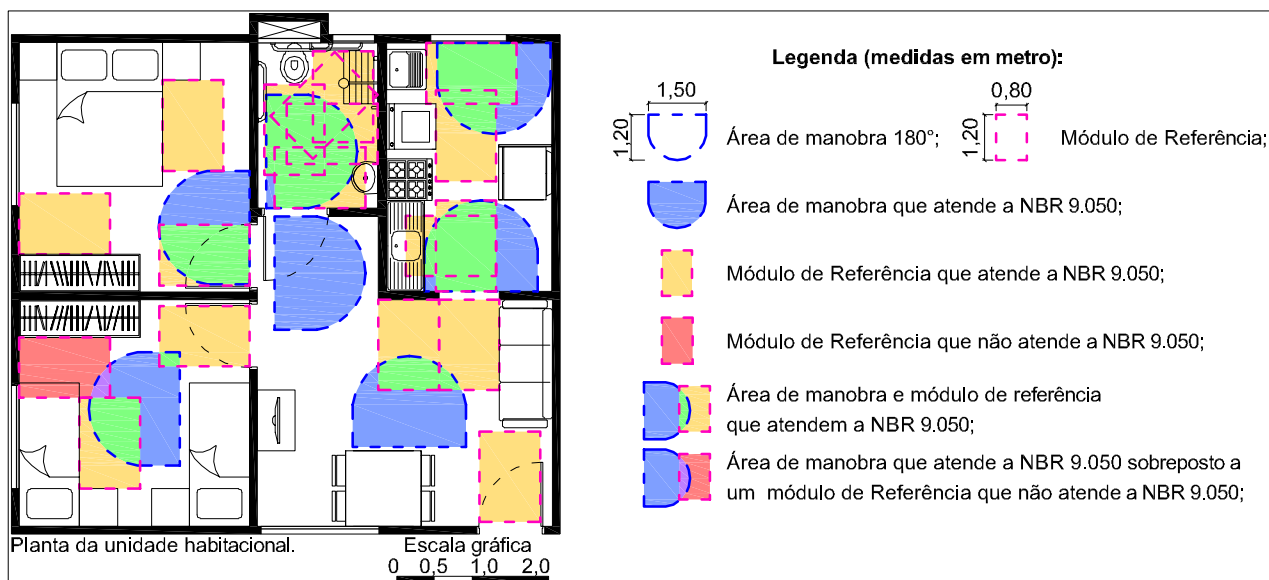 Legenda (medidas em metro):
1,50
1,20
Área de manobra 180°;
0,80
1,20
Módulo de Referência;
Área de manobra que atende a NBR 9.050;
Módulo de Referência que atende a NBR 9.050;
Módulo de Referência que não atende a NBR 9.050;
Área de manobra e módulo de referência
que atendem a NBR 9.050;
Área de manobra que atende a NBR 9.050 sobreposto a
um módulo de Referência que não atende a NBR 9.050;
Planta da unidade habitacional.
Escala gráfica
0 0,5 1,0 2,0